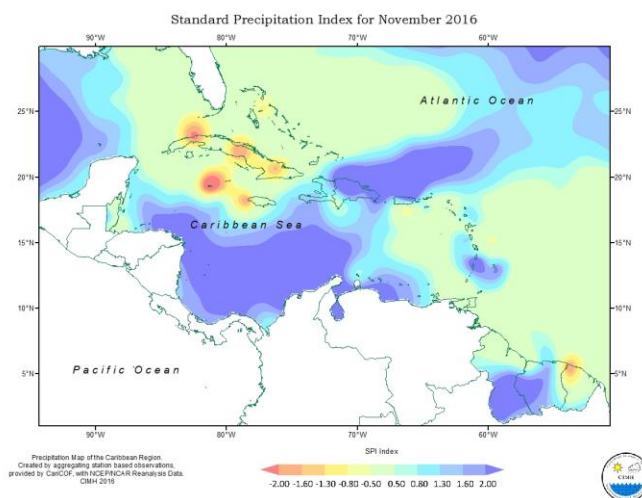 Standard Precipitation Index for November 2016
90°W 80°W 70°W 60°W
25°N 25°N
Atlantic Ocean
20°N 20°N
Caribbean Sea
15°N 15°N
10°N 10°N
Pacific Ocean
5°N 5°N
90°W 80°W 70°W 60°W
SPI Index
-2.00 -1.60 -1.30 -0.80 -0.50 0.50 0.80 1.30 1.60 2.00
Precipitation Map of the Caribbean Region.
Created by aggregating station based observations,
provided by CariCOF, with NCEP/NCAR Reanalysis Data.
CIMH 2016
CIMH